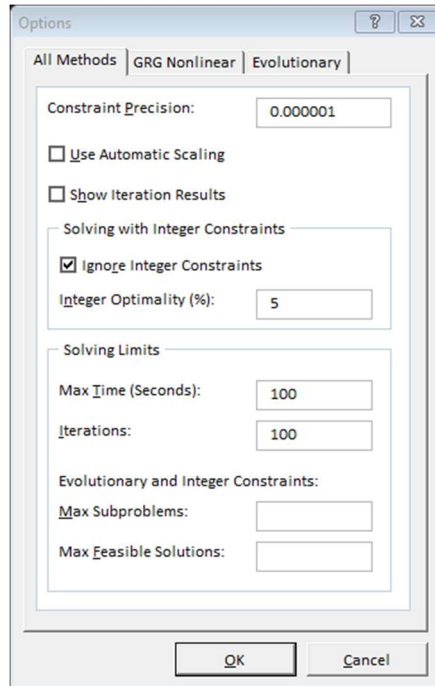 Options
All Methods GRG Nonlinear Evolutionary
Constraint Precision: 0.000001
Use Automatic Scaling
Show Iteration Results
Solving with Integer Constraints
Ignore Integer Constraints
Integer Optimality (%): 5
Solving Limits
Max Time (Seconds): 100
Iterations: 100
Evolutionary and Integer Constraints:
Max Subproblems:
Max Feasible Solutions:
OK Cancel